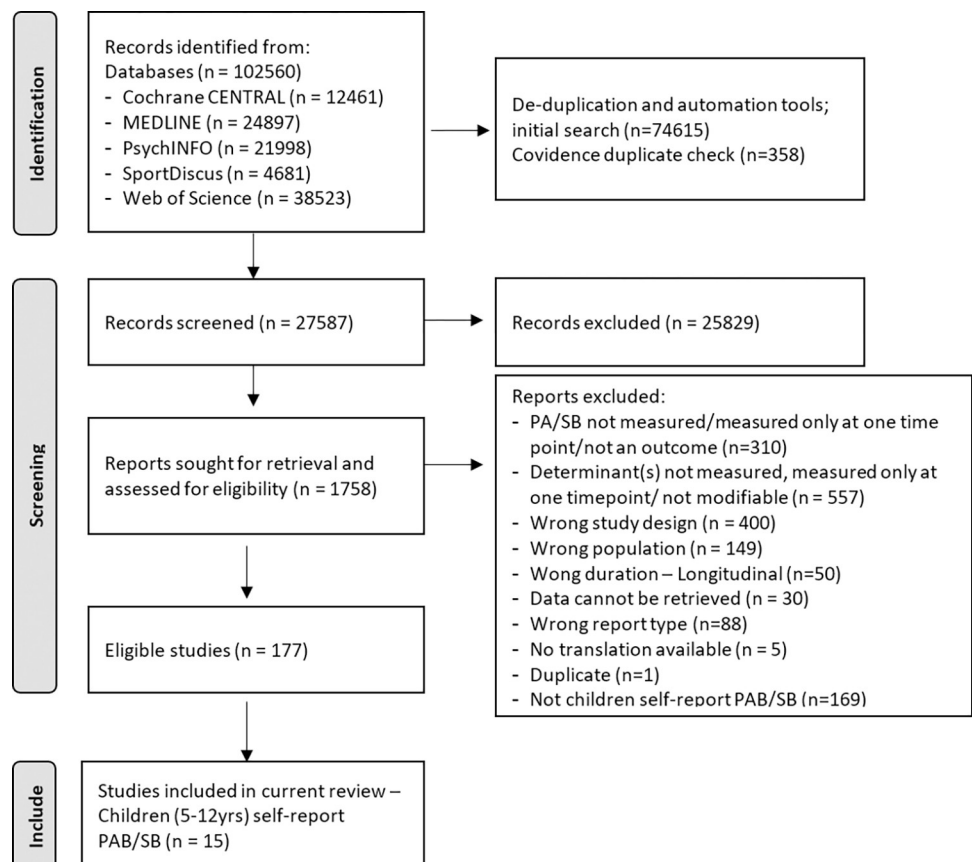 Identification
Records identified from:
Databases (n = 102560)
- Cochrane CENTRAL (n = 12461)
- MEDLINE (n = 24897)
- PsychINFO (n = 21998)
- SportDiscus (n = 4681)
- Web of Science (n = 38523)
De-duplication and automation tools;
initial search (n=74615)
Covidence duplicate check (n=358)
Screening
Records screened (n = 27587)
Records excluded (n = 25829)
Reports sought for retrieval and
assessed for eligibility (n = 1758)
Reports excluded:
- PA/SB not measured/measured only at one time
point/not an outcome (n=310)
- Determinant(s) not measured, measured only at
one timepoint/ not modifiable (n = 557)
- Wrong study design (n = 400)
- Wrong population (n = 149)
- Wong duration – Longitudinal (n=50)
- Data cannot be retrieved (n = 30)
- Wrong report type (n=88)
- No translation available (n = 5)
- Duplicate (n=1)
- Not children self-report PAB/SB (n=169)
Eligible studies (n = 177)
Include
Studies included in current review –
Children (5-12yrs) self-report
PAB/SB (n = 15)